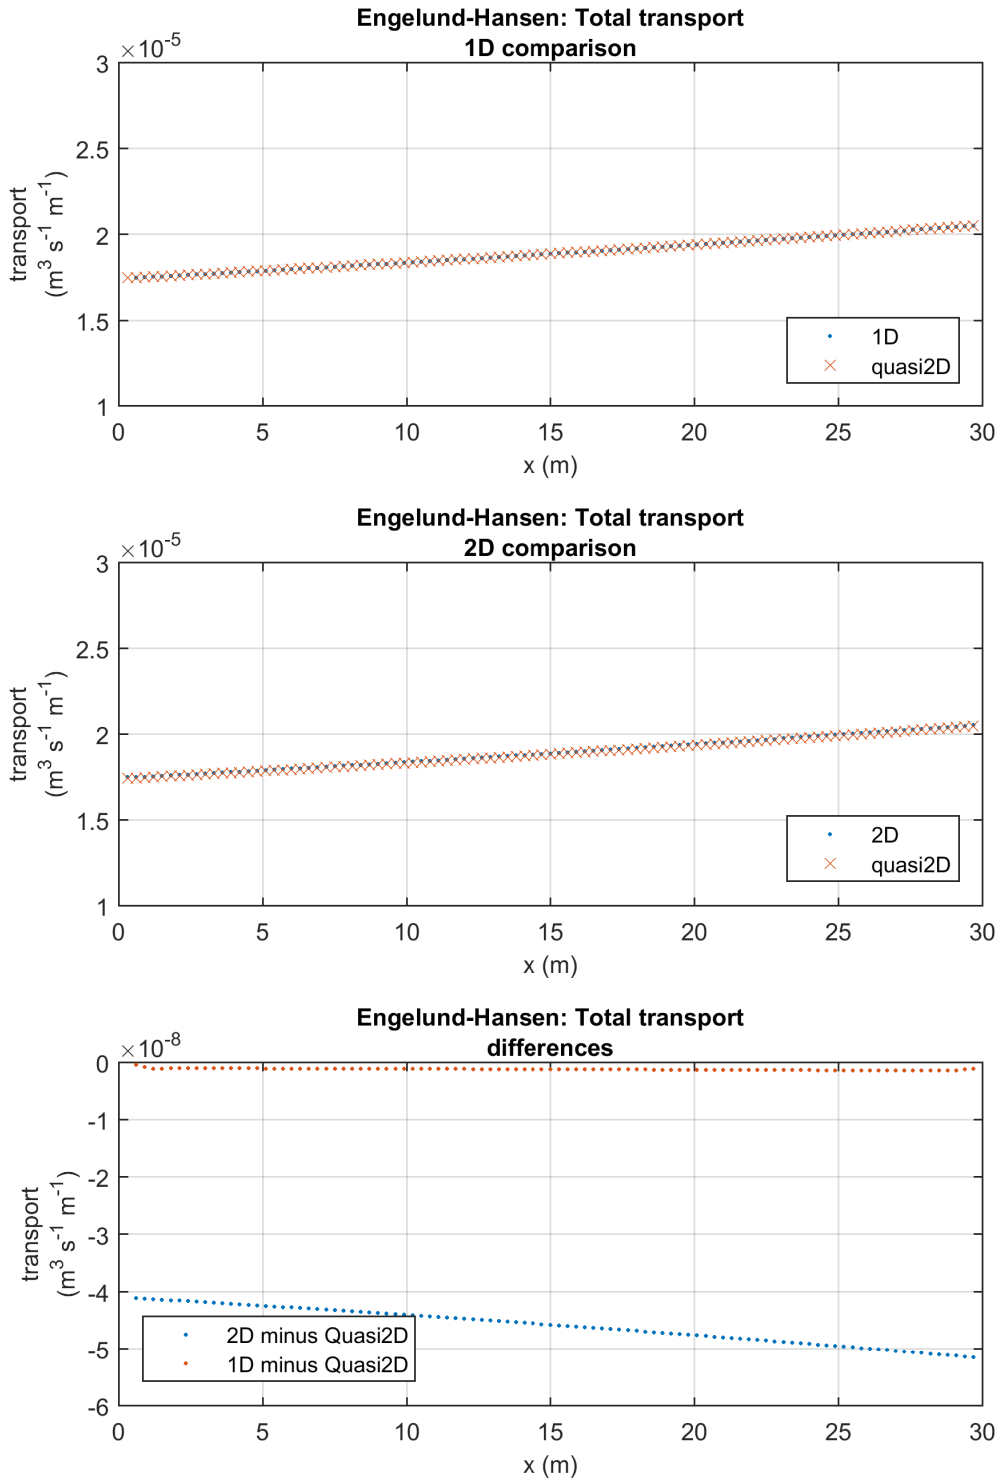 Engelund-Hansen: Total transport
1D comparison
×10⁻⁵
3
2.5
2
1.5
1
transport
(m³ s⁻¹ m⁻¹)
1D
quasi2D
0 5 10 15 20 25 30
x (m)
Engelund-Hansen: Total transport
2D comparison
×10⁻⁵
3
2.5
2
1.5
1
transport
(m³ s⁻¹ m⁻¹)
2D
quasi2D
0 5 10 15 20 25 30
x (m)
Engelund-Hansen: Total transport
differences
×10⁻⁸
0
-1
-2
-3
-4
-5
-6
transport
(m³ s⁻¹ m⁻¹)
2D minus Quasi2D
1D minus Quasi2D
0 5 10 15 20 25 30
x (m)